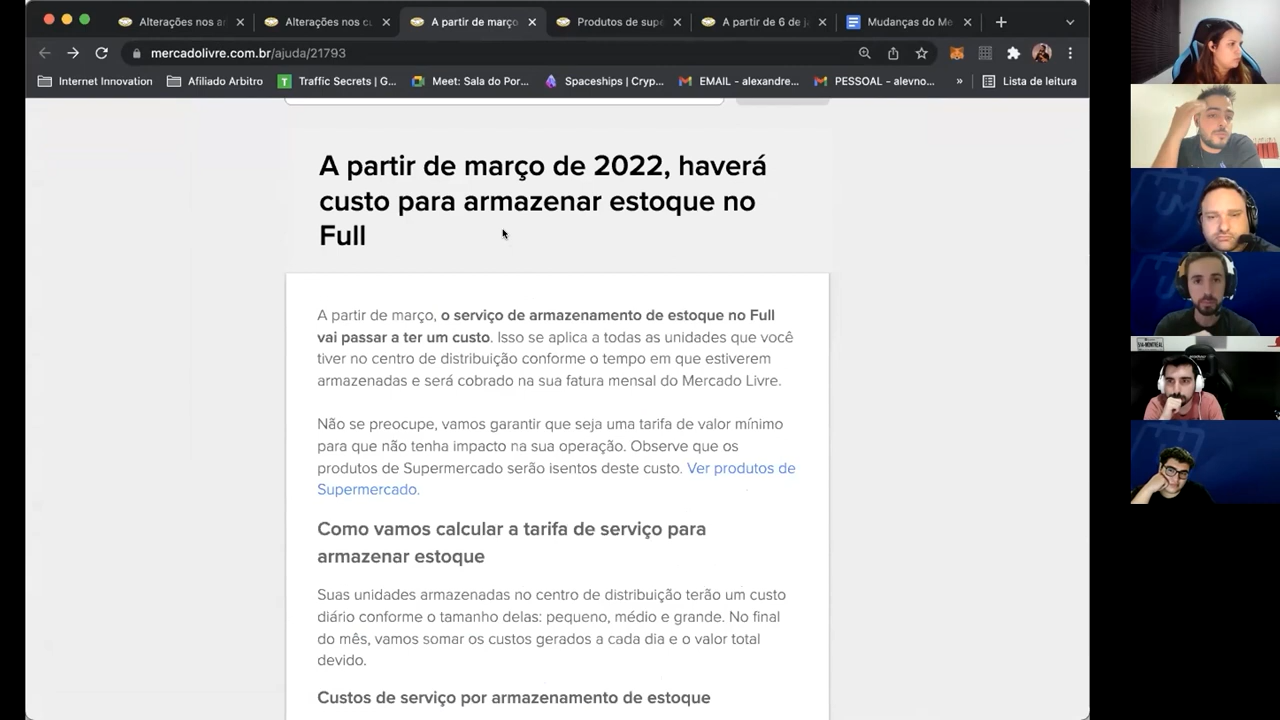 Alterações nos ar
Alterações nos cu
A partir de março
Produtos de supe
A partir de 6 de ja
Mudanças do Me
mercadolivre.com.br/ajuda/21793
Internet Innovation
Afiliado Arbitro
Traffic Secrets | G...
Meet: Sala do Por...
Spaceships | Cryp...
EMAIL - alexandre...
PESSOAL - alevno...
»
Lista de leitura
A partir de março de 2022, haverá
custo para armazenar estoque no
Full
A partir de março, o serviço de armazenamento de estoque no Full
vai passar a ter um custo. Isso se aplica a todas as unidades que você
tiver no centro de distribuição conforme o tempo em que estiverem
armazenadas e será cobrado na sua fatura mensal do Mercado Livre.
Não se preocupe, vamos garantir que seja uma tarifa de valor mínimo
para que não tenha impacto na sua operação. Observe que os
produtos de Supermercado serão isentos deste custo. Ver produtos de
Supermercado.
Como vamos calcular a tarifa de serviço para
armazenar estoque
Suas unidades armazenadas no centro de distribuição terão um custo
diário conforme o tamanho delas: pequeno, médio e grande. No final
do mês, vamos somar os custos gerados a cada dia e o valor total
devido.
Custos de serviço por armazenamento de estoque